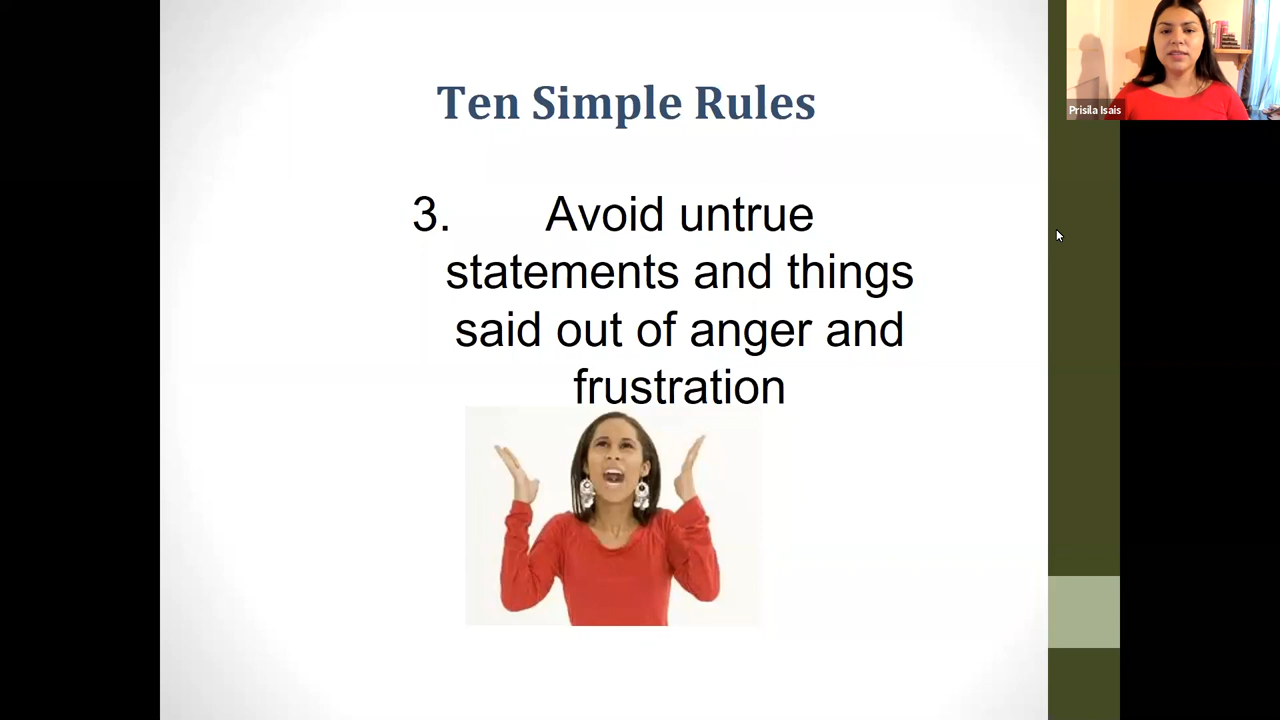 Ten Simple Rules
3. Avoid untrue
statements and things
said out of anger and
frustration
Prisila Isais